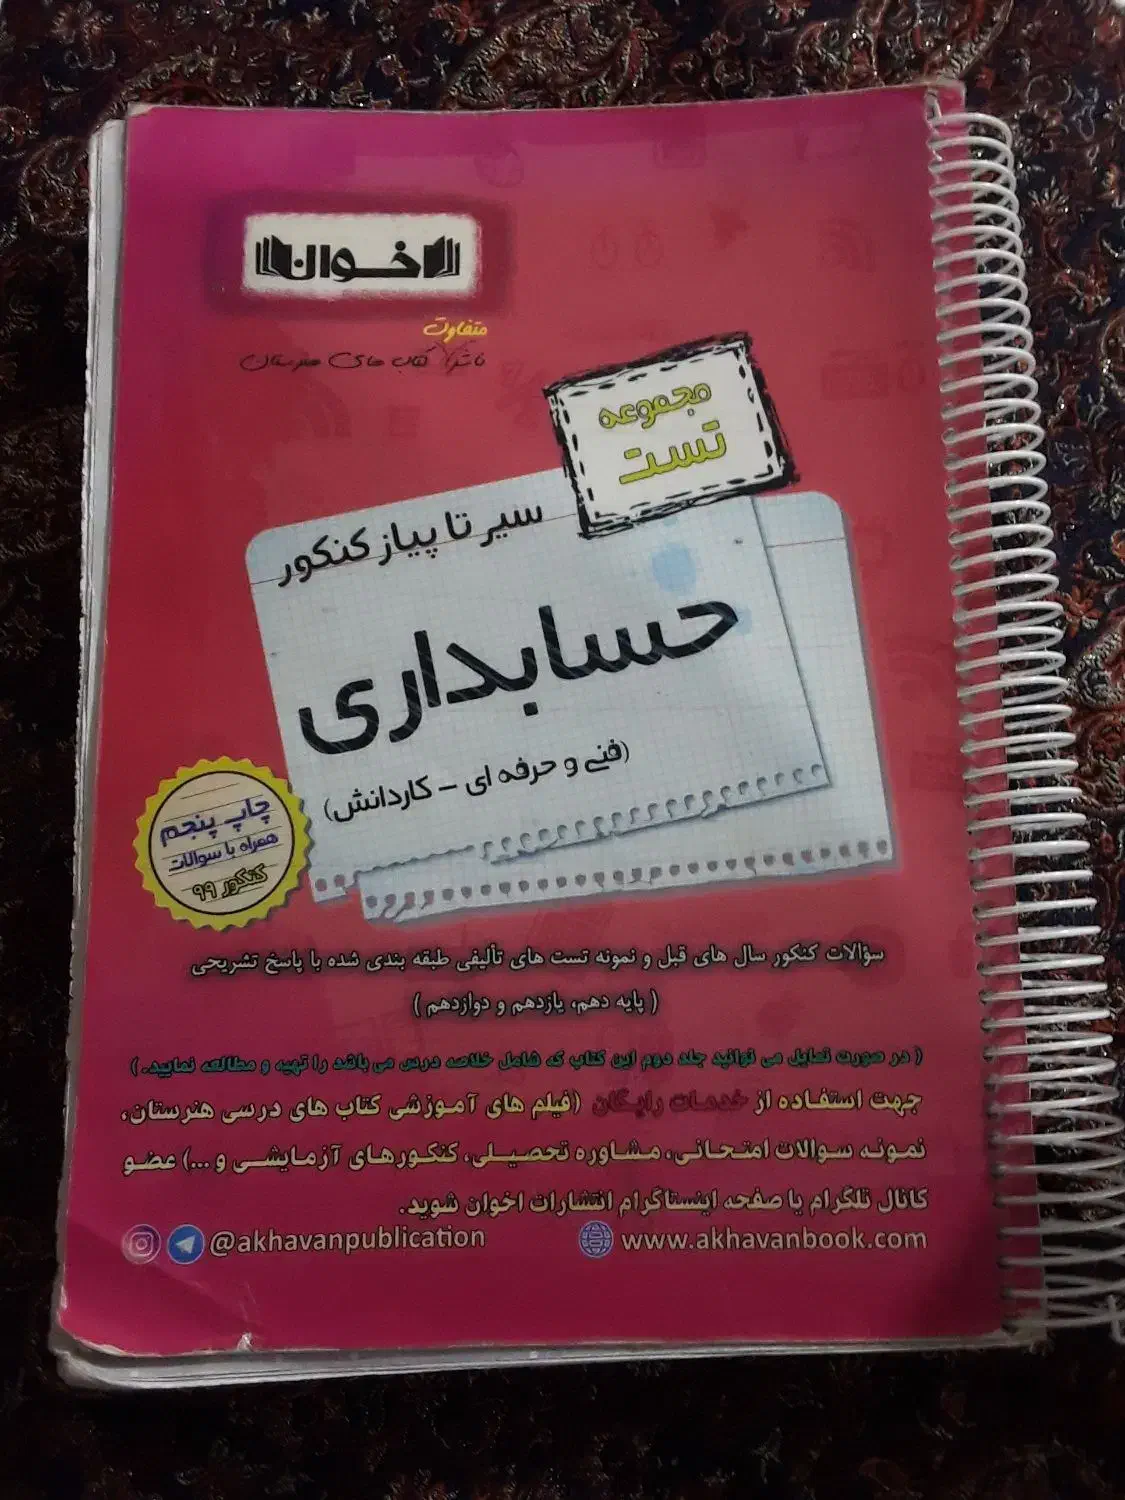 اخوان
متفاوت
ناشر کتاب های هنرستان
مجموعه
تست
سیر تا پیاز کنکور
حسابداری
(فنی و حرفه ای - کاردانش)
چاپ پنجم
همراه با سوالات
کنکور ۹۹
سؤالات کنکور سال های قبل و نمونه تست های تألیفی طبقه بندی شده با پاسخ تشریحی
( پایه دهم، یازدهم و دوازدهم )
( در صورت تمایل می توانید جلد دوم این کتاب که شامل خلاصه درس می باشد را تهیه و مطالعه نمایید. )
جهت استفاده از خدمات رایگان (فیلم های آموزشی کتاب های درسی هنرستان،
نمونه سوالات امتحانی، مشاوره تحصیلی، کنکورهای آزمایشی و ...) عضو
کانال تلگرام یا صفحه اینستاگرام انتشارات اخوان شوید.
@akhavanpublication www.akhavanbook.com